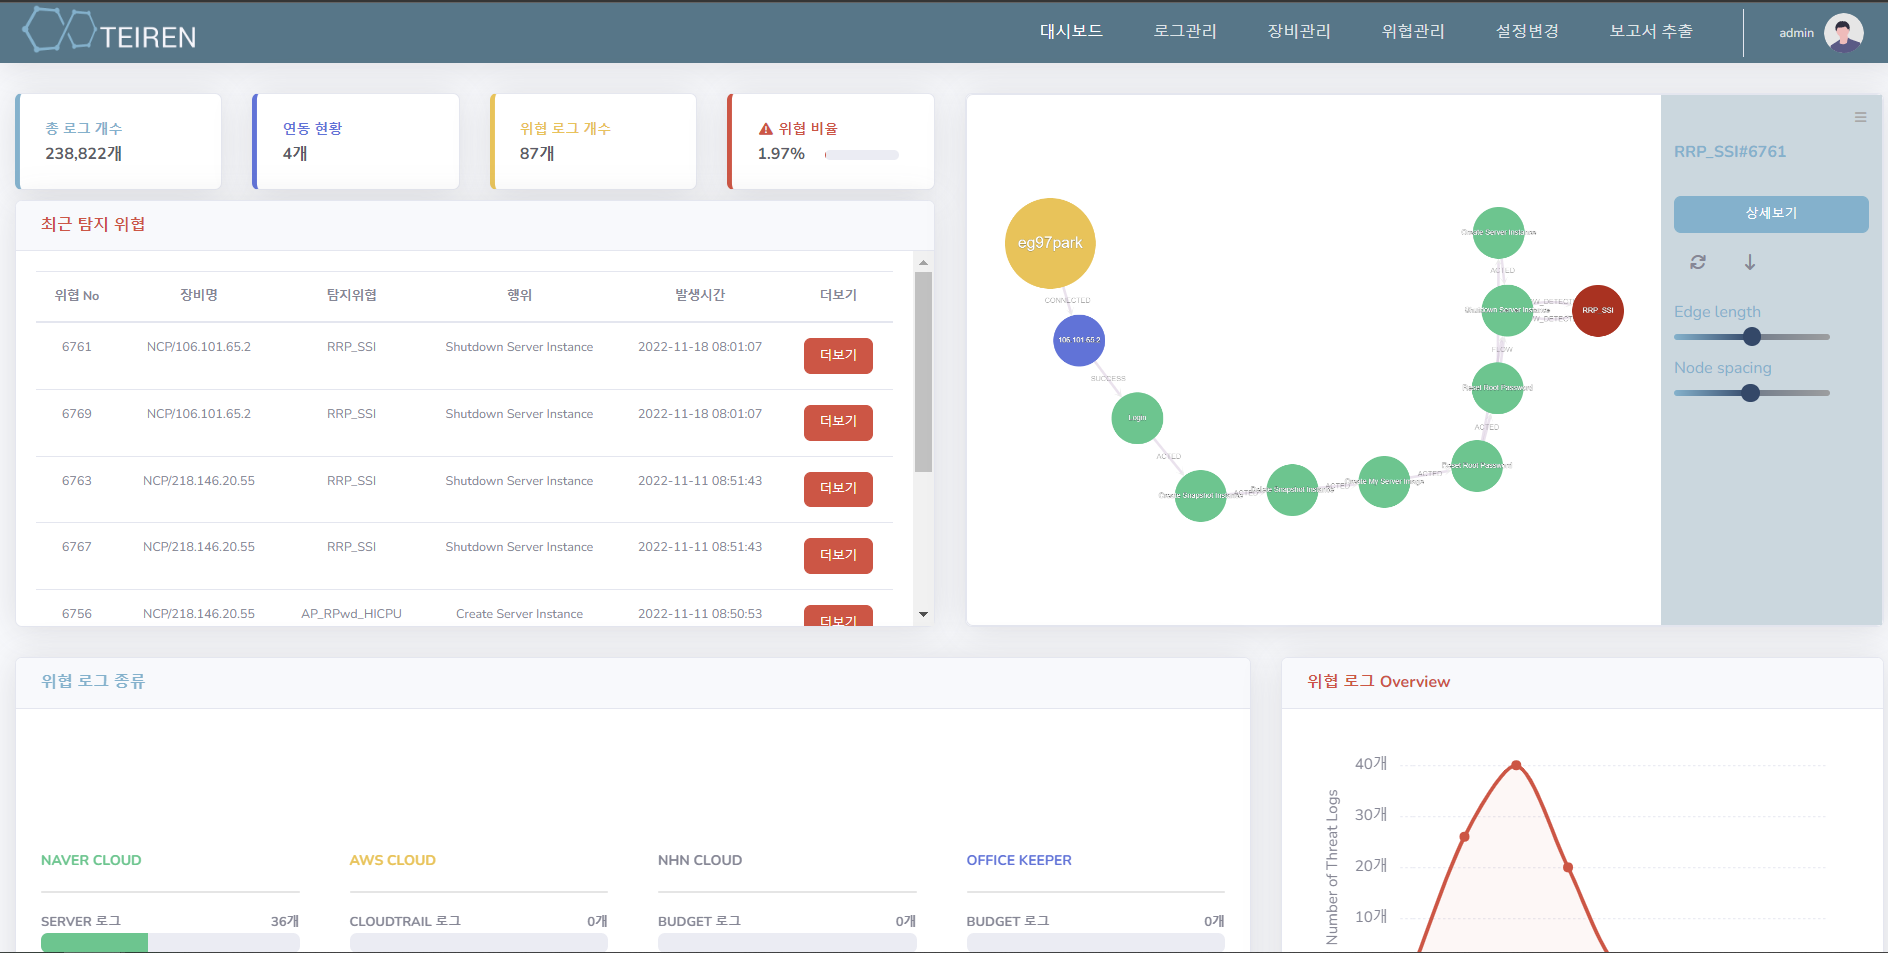 TEIREN
대시보드 로그관리 장비관리 위협관리 설정변경 보고서 추출 admin
총 로그 개수
238,822개
연동 현황
4개
위협 로그 개수
87개
위협 비율
1.97%
최근 탐지 위협
위협 No 장비명 탐지위협 행위 발생시간 더보기
6761 NCP/106.101.65.2 RRP_SSI Shutdown Server Instance 2022-11-18 08:01:07 더보기
6769 NCP/106.101.65.2 RRP_SSI Shutdown Server Instance 2022-11-18 08:01:07 더보기
6763 NCP/218.146.20.55 RRP_SSI Shutdown Server Instance 2022-11-11 08:51:43 더보기
6767 NCP/218.146.20.55 RRP_SSI Shutdown Server Instance 2022-11-11 08:51:43 더보기
6756 NCP/218.146.20.55 AP_RPwd_HICPU Create Server Instance 2022-11-11 08:50:53 더보기
eg97park
CONNECTED
106.101.65.2
SUCCESS
Login
ACTED
Create Snapshot Instance
ACTED
Delete Snapshot Instance
ACTED
Create My Server Image
ACTED
Reset Root Password
ACTED
Reset Root Password
FLOW
Shutdown Server Instance
ACTED
Create Server Instance
RRP_SSI
RRP_SSI#6761
상세보기
Edge length
Node spacing
위협 로그 종류
NAVER CLOUD
SERVER 로그 36개
AWS CLOUD
CLOUDTRAIL 로그 0개
NHN CLOUD
BUDGET 로그 0개
OFFICE KEEPER
BUDGET 로그 0개
위협 로그 Overview
Number of Threat Logs
40개
30개
20개
10개